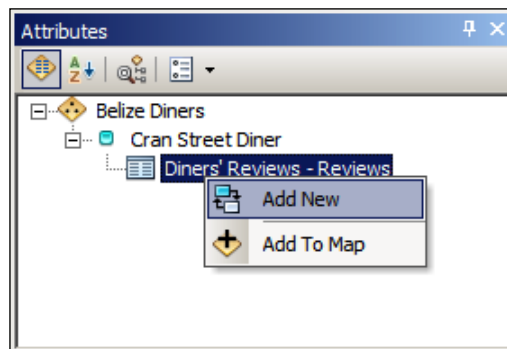 Attributes
Belize Diners
Cran Street Diner
Diners' Reviews - Reviews
Add New
Add To Map